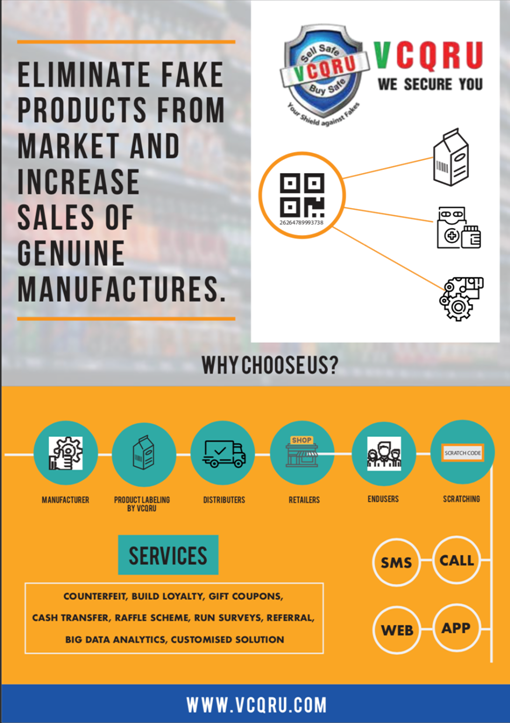 ELIMINATE FAKE
PRODUCTS FROM
MARKET AND
INCREASE
SALES OF
GENUINE
MANUFACTURES.
Sell Safe
VCQRU
Buy Safe
Your Shield against Fakes
VCQRU
WE SECURE YOU
26264789993738
WHY CHOOSE US?
SHOP
SCRATCH CODE
MANUFACTURER
PRODUCT LABELING
BY VCQRU
DISTRIBUTERS
RETAILERS
ENDUSERS
SCRATCHING
SERVICES
COUNTERFEIT, BUILD LOYALTY, GIFT COUPONS,
CASH TRANSFER, RAFFLE SCHEME, RUN SURVEYS, REFERRAL,
BIG DATA ANALYTICS, CUSTOMISED SOLUTION
SMS
CALL
WEB
APP
WWW.VCQRU.COM